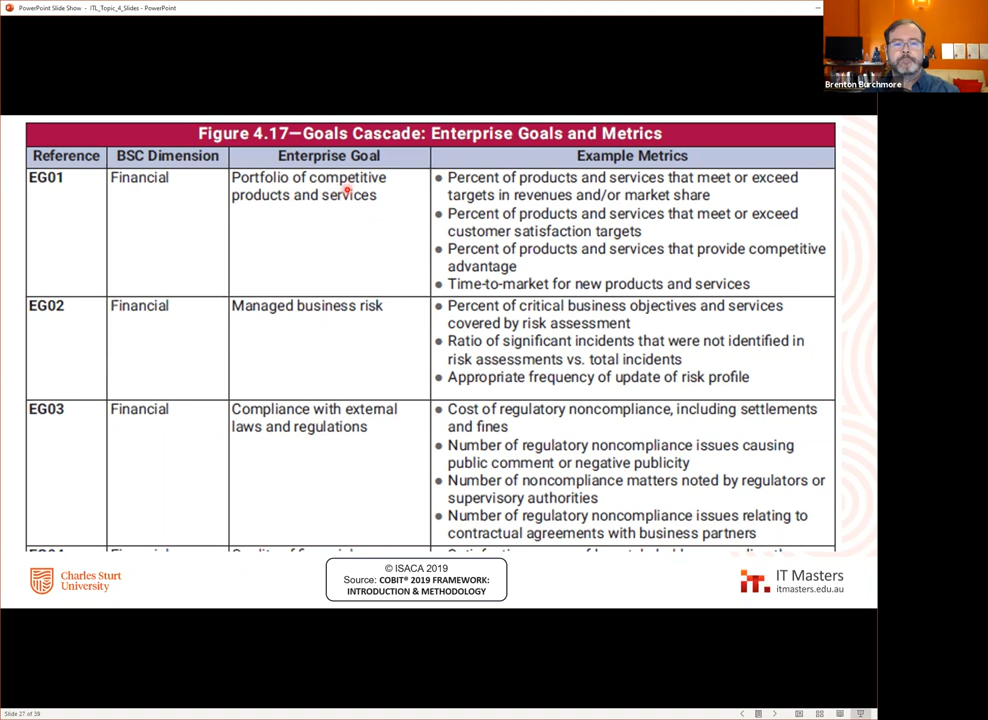 PowerPoint Slide Show - ITL_Topic_4_Slides - PowerPoint
Brenton Burchmore
Figure 4.17—Goals Cascade: Enterprise Goals and Metrics
Reference BSC Dimension Enterprise Goal Example Metrics
EG01 Financial Portfolio of competitive
products and services
● Percent of products and services that meet or exceed
targets in revenues and/or market share
● Percent of products and services that meet or exceed
customer satisfaction targets
● Percent of products and services that provide competitive
advantage
● Time-to-market for new products and services
EG02 Financial Managed business risk
● Percent of critical business objectives and services
covered by risk assessment
● Ratio of significant incidents that were not identified in
risk assessments vs. total incidents
● Appropriate frequency of update of risk profile
EG03 Financial Compliance with external
laws and regulations
● Cost of regulatory noncompliance, including settlements
and fines
● Number of regulatory noncompliance issues causing
public comment or negative publicity
● Number of noncompliance matters noted by regulators or
supervisory authorities
● Number of regulatory noncompliance issues relating to
contractual agreements with business partners
Charles Sturt
University
© ISACA 2019
Source: COBIT® 2019 FRAMEWORK:
INTRODUCTION & METHODOLOGY
IT Masters
itmasters.edu.au
Slide 27 of 39